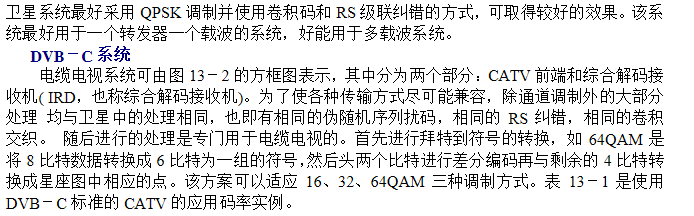 卫星系统最好采用 QPSK 调制并使用卷积码和 RS 级联纠错的方式，可取得较好的效果。该系
统最好用于一个转发器一个载波的系统，好能用于多载波系统。
DVB－C 系统
电缆电视系统可由图 13－2 的方框图表示，其中分为两个部分：CATV 前端和综合解码接
收机( IRD，也称综合解码接收机)。为了使各种传输方式尽可能兼容，除通道调制外的大部分
处理 均与卫星中的处理相同，也即有相同的伪随机序列扰码，相同的 RS 纠错，相同的卷积
交织。 随后进行的处理是专门用于电缆电视的。首先进行拜特到符号的转换，如 64QAM 是
将 8 比特数据转换成 6 比特为一组的符号，然后头两个比特进行差分编码再与剩余的 4 比特转
换成星座图中相应的点。该方案可以适应 16、32、64QAM 三种调制方式。表 13－1 是使用
DVB－C 标准的 CATV 的应用码率实例。